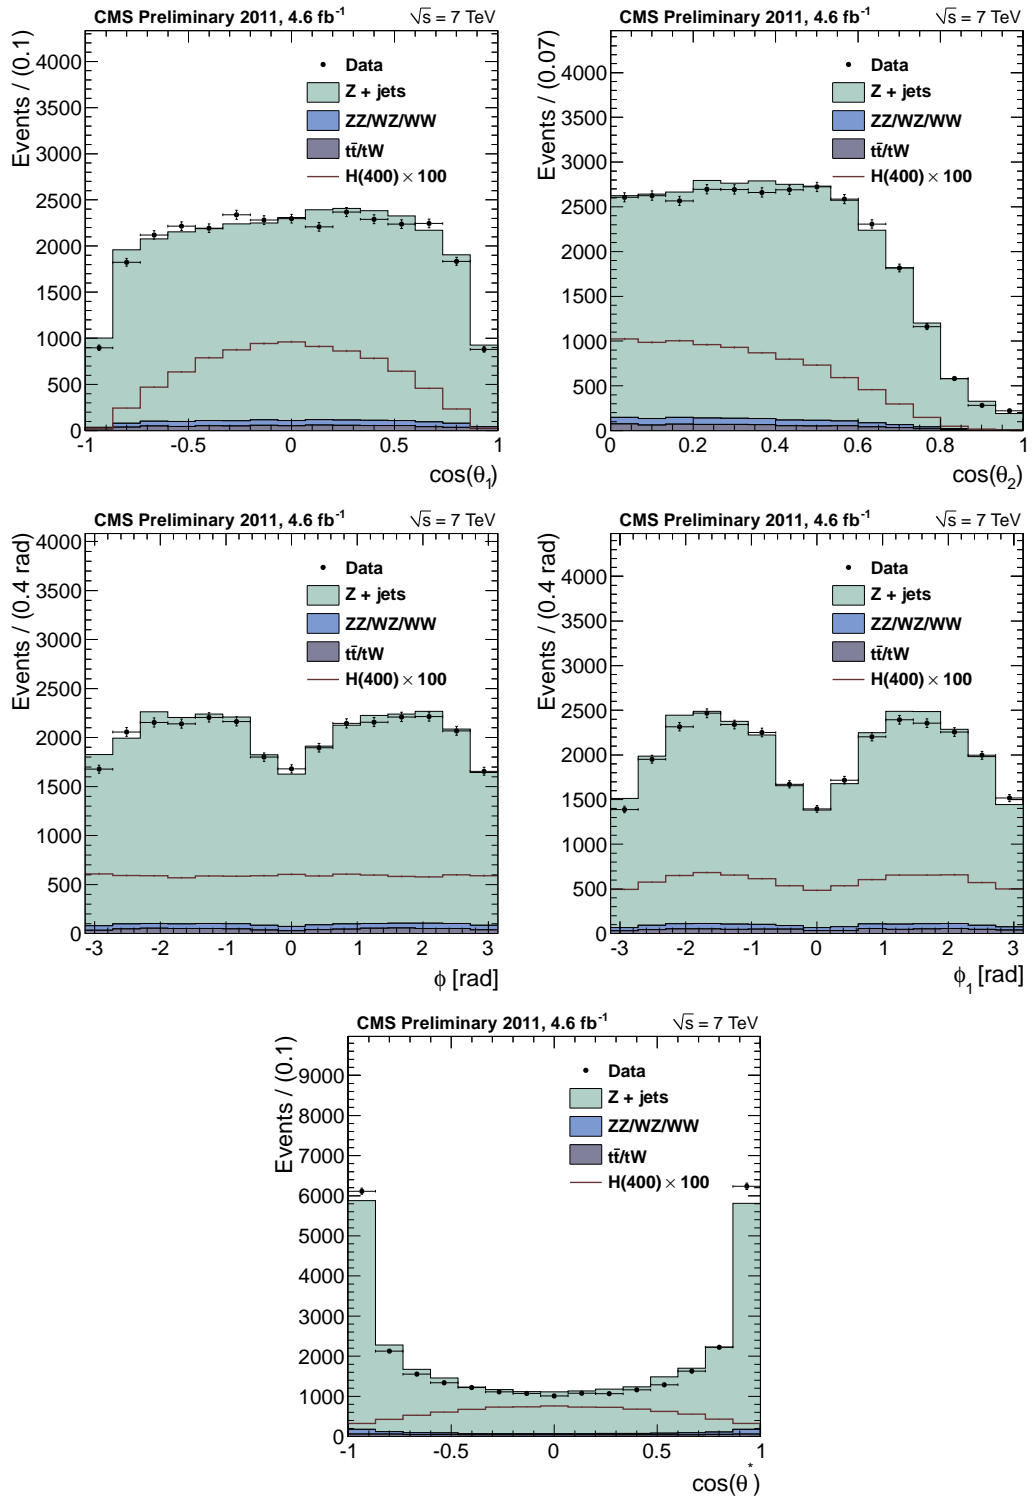 CMS Preliminary 2011, 4.6 fb-1 √s = 7 TeV
Events / (0.1)
4000
3500
3000
2500
2000
1500
1000
500
0
Data
Z + jets
ZZ/WZ/WW
tt̄/tW
H(400) × 100
-1 -0.5 0 0.5 1
cos(θ1)
CMS Preliminary 2011, 4.6 fb-1 √s = 7 TeV
Events / (0.07)
4000
3500
3000
2500
2000
1500
1000
500
0
Data
Z + jets
ZZ/WZ/WW
tt̄/tW
H(400) × 100
0 0.2 0.4 0.6 0.8 1
cos(θ2)
CMS Preliminary 2011, 4.6 fb-1 √s = 7 TeV
Events / (0.4 rad)
4000
3500
3000
2500
2000
1500
1000
500
0
Data
Z + jets
ZZ/WZ/WW
tt̄/tW
H(400) × 100
-3 -2 -1 0 1 2 3
ϕ [rad]
CMS Preliminary 2011, 4.6 fb-1 √s = 7 TeV
Events / (0.4 rad)
4000
3500
3000
2500
2000
1500
1000
500
0
Data
Z + jets
ZZ/WZ/WW
tt̄/tW
H(400) × 100
-3 -2 -1 0 1 2 3
ϕ1 [rad]
CMS Preliminary 2011, 4.6 fb-1 √s = 7 TeV
Events / (0.1)
9000
8000
7000
6000
5000
4000
3000
2000
1000
0
Data
Z + jets
ZZ/WZ/WW
tt̄/tW
H(400) × 100
-1 -0.5 0 0.5 1
cos(θ*)